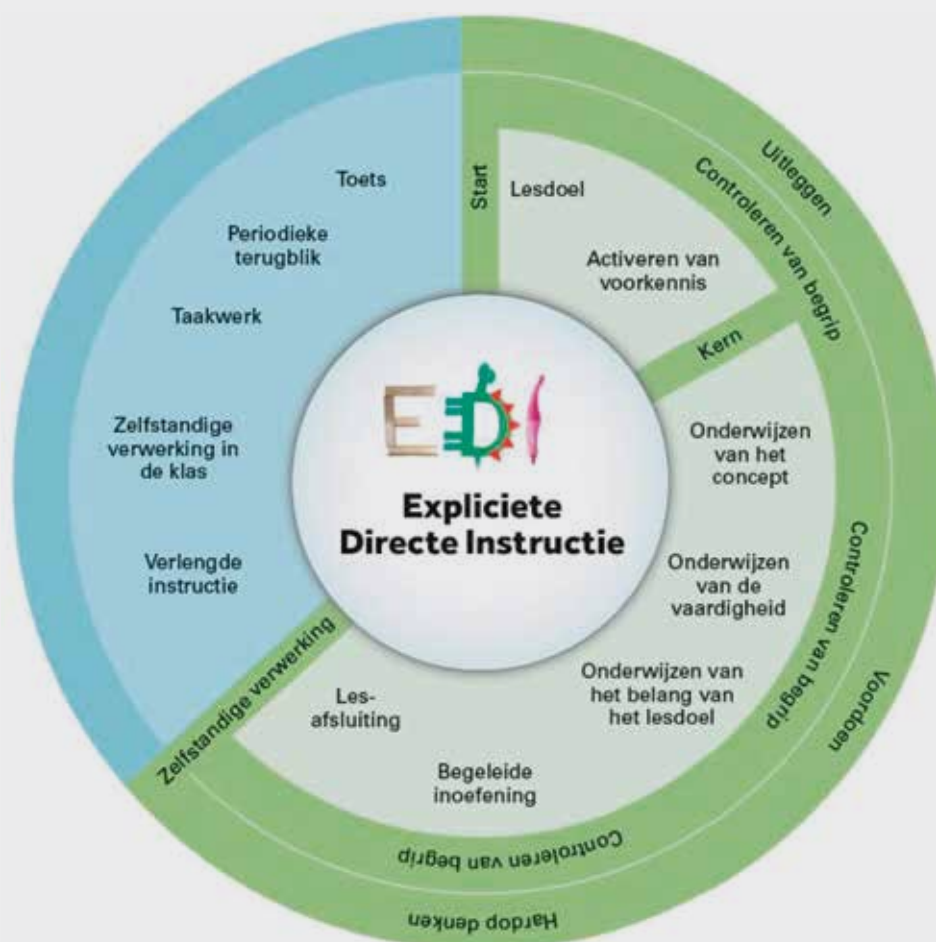 Toets
Periodieke
terugblik
Taakwerk
Zelfstandige
verwerking in
de klas
Verlengde
instructie
Start
Lesdoel
Activeren van
voorkennis
Kern
Onderwijzen
van het
concept
Onderwijzen
van de
vaardigheid
Onderwijzen van
het belang van
het lesdoel
Begeleide
inoefening
Les-
afsluiting
Zelfstandige verwerking
Controleren van begrip
Controleren van begrip
Controleren van begrip
Uitleggen
Voordoen
Hardop denken
EDI
Expliciete
Directe Instructie